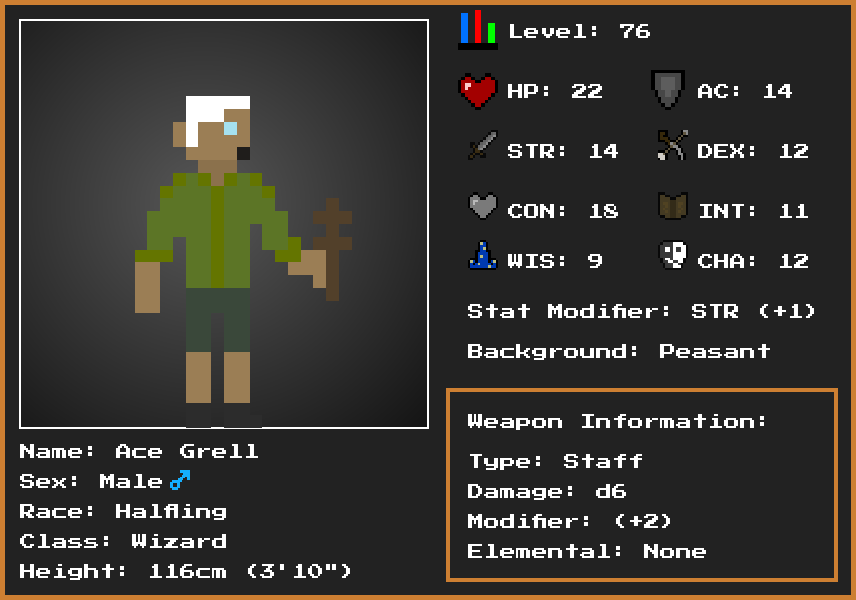 Level: 76
HP: 22 AC: 14
STR: 14 DEX: 12
CON: 18 INT: 11
WIS: 9 CHA: 12
Stat Modifier: STR (+1)
Background: Peasant
Weapon Information:
Type: Staff
Damage: d6
Modifier: (+2)
Elemental: None
Name: Ace Grell
Sex: Male ♂
Race: Halfling
Class: Wizard
Height: 116cm (3'10")